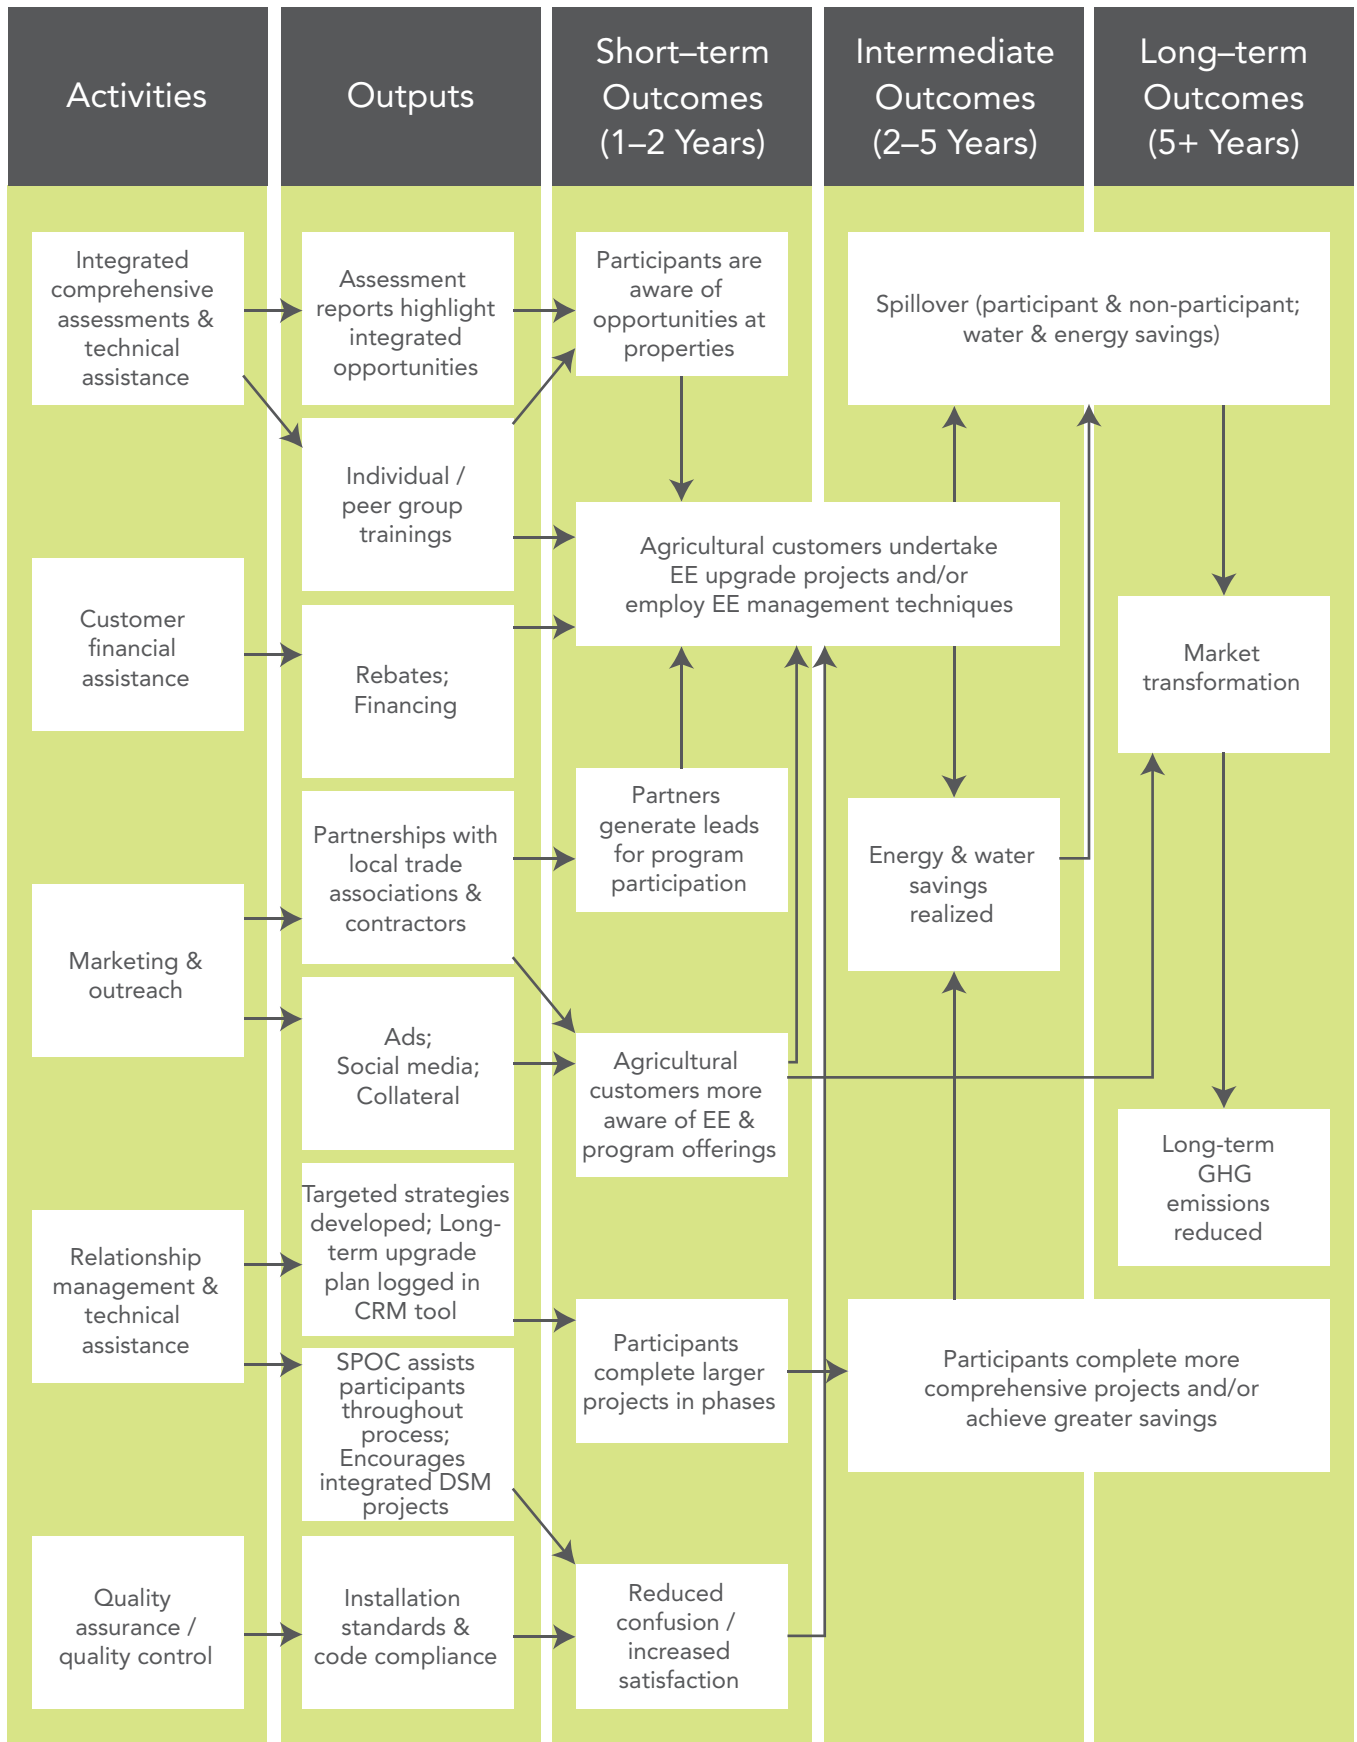 Activities
Outputs
Short–term
Outcomes
(1–2 Years)
Intermediate
Outcomes
(2–5 Years)
Long–term
Outcomes
(5+ Years)
Integrated
comprehensive
assessments &
technical
assistance
Customer
financial
assistance
Marketing &
outreach
Relationship
management &
technical
assistance
Quality
assurance /
quality control
Assessment
reports highlight
integrated
opportunities
Individual /
peer group
trainings
Rebates;
Financing
Partnerships with
local trade
associations &
contractors
Ads;
Social media;
Collateral
Targeted strategies
developed; Long-
term upgrade
plan logged in
CRM tool
SPOC assists
participants
throughout
process;
Encourages
integrated DSM
projects
Installation
standards &
code compliance
Participants are
aware of
opportunities at
properties
Agricultural customers undertake
EE upgrade projects and/or
employ EE management techniques
Partners
generate leads
for program
participation
Agricultural
customers more
aware of EE &
program offerings
Participants
complete larger
projects in phases
Reduced
confusion /
increased
satisfaction
Spillover (participant & non-participant;
water & energy savings)
Energy & water
savings
realized
Participants complete more
comprehensive projects and/or
achieve greater savings
Market
transformation
Long-term
GHG
emissions
reduced